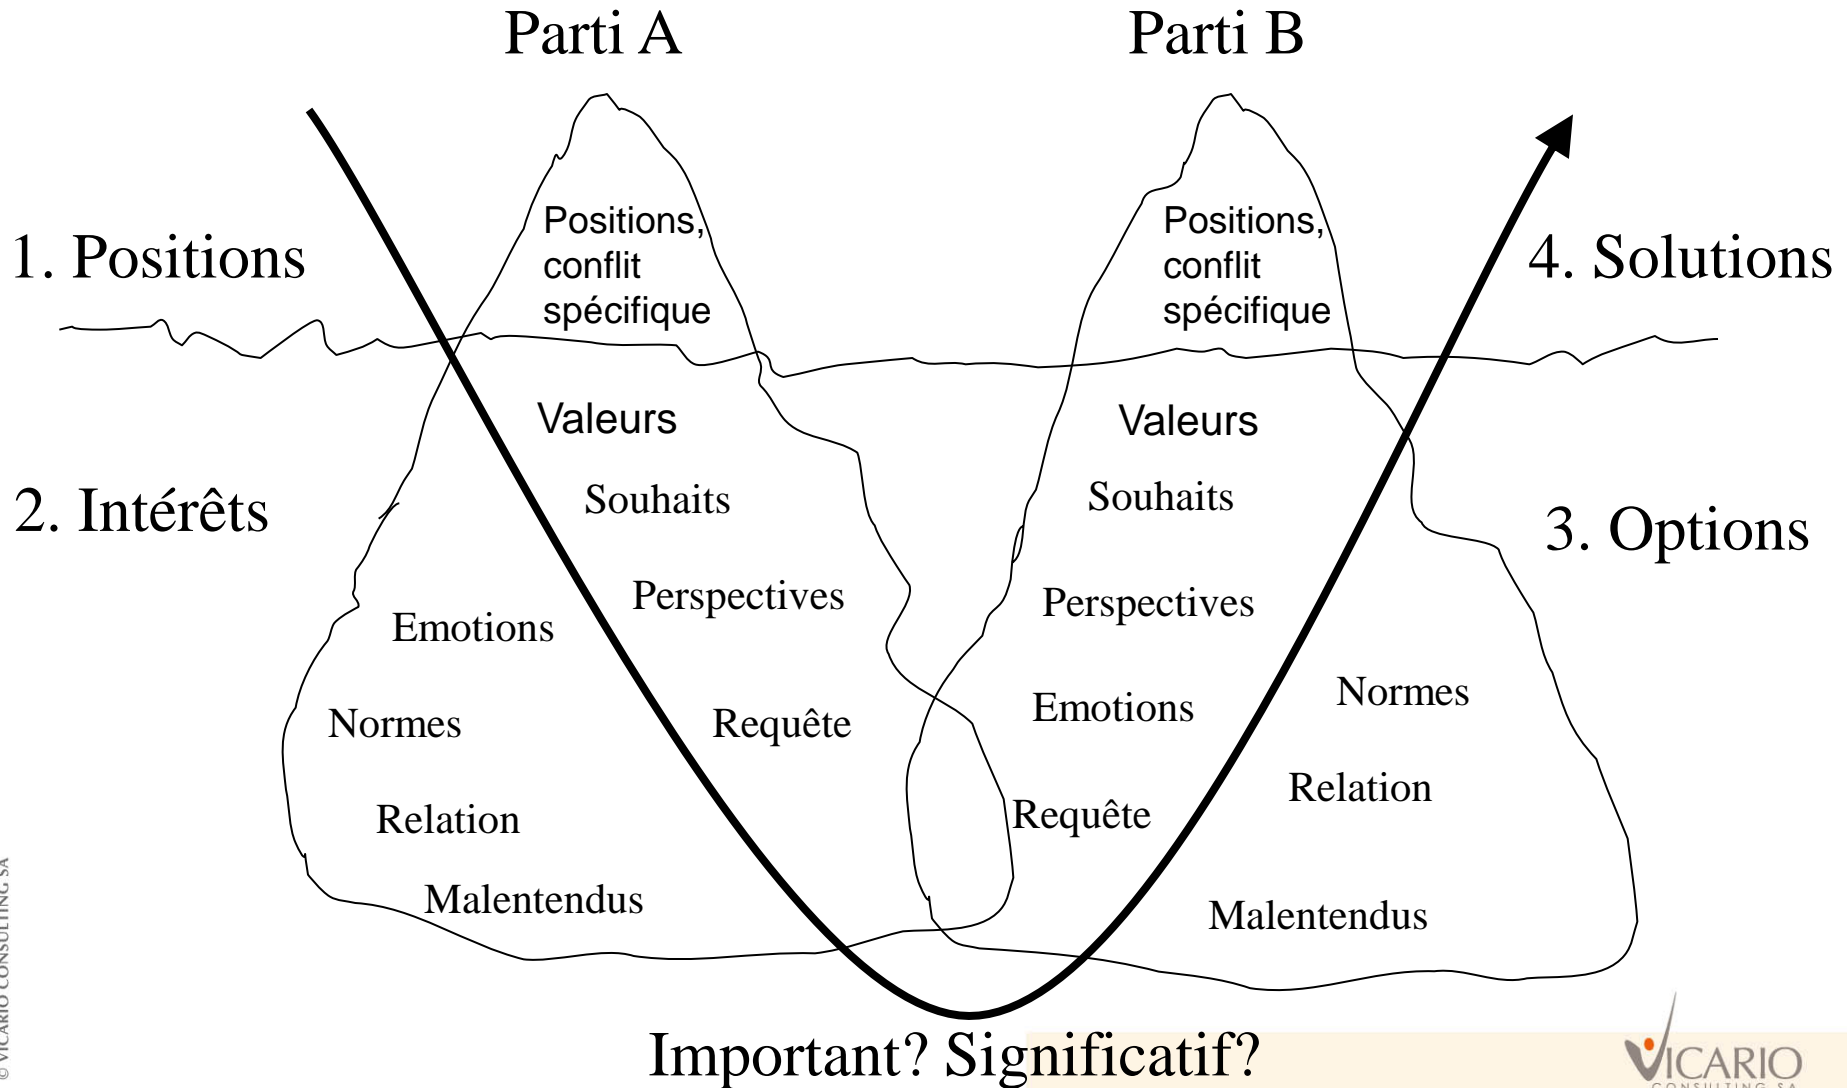 Parti A
Parti B
Positions,
conflit
spécifique
Positions,
conflit
spécifique
1. Positions
4. Solutions
Valeurs
Valeurs
Souhaits
Souhaits
2. Intérêts
3. Options
Perspectives
Perspectives
Emotions
Emotions
Normes
Normes
Requête
Requête
Relation
Relation
Malentendus
Malentendus
Important? Significatif?
© VICARIO CONSULTING SA
VICARIO
CONSULTING SA